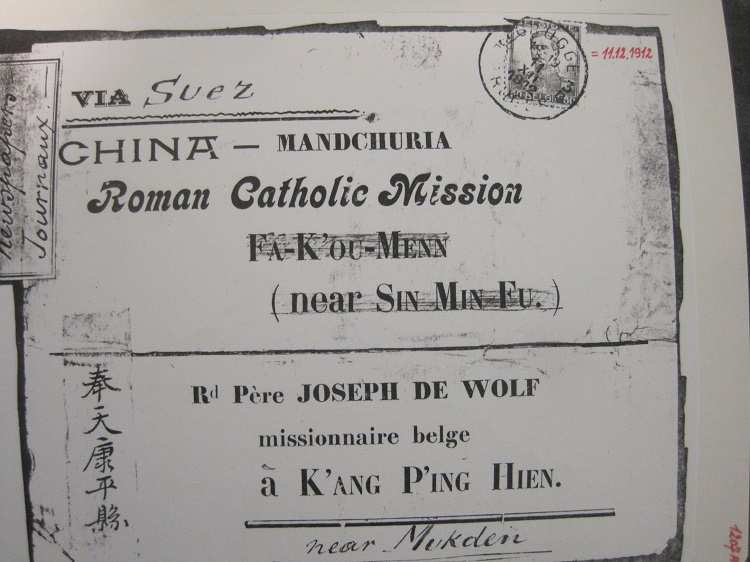 newspapers
Journaux
VIA Suez
= 11.12.1912
CHINA – MANDCHURIA
Roman Catholic Mission
FA-K'OU-MENN
(near SIN MIN FU.)
Rd Père JOSEPH DE WOLF
missionnaire belge
à K'ANG P'ING HIEN.
near Mukden
奉天康平縣